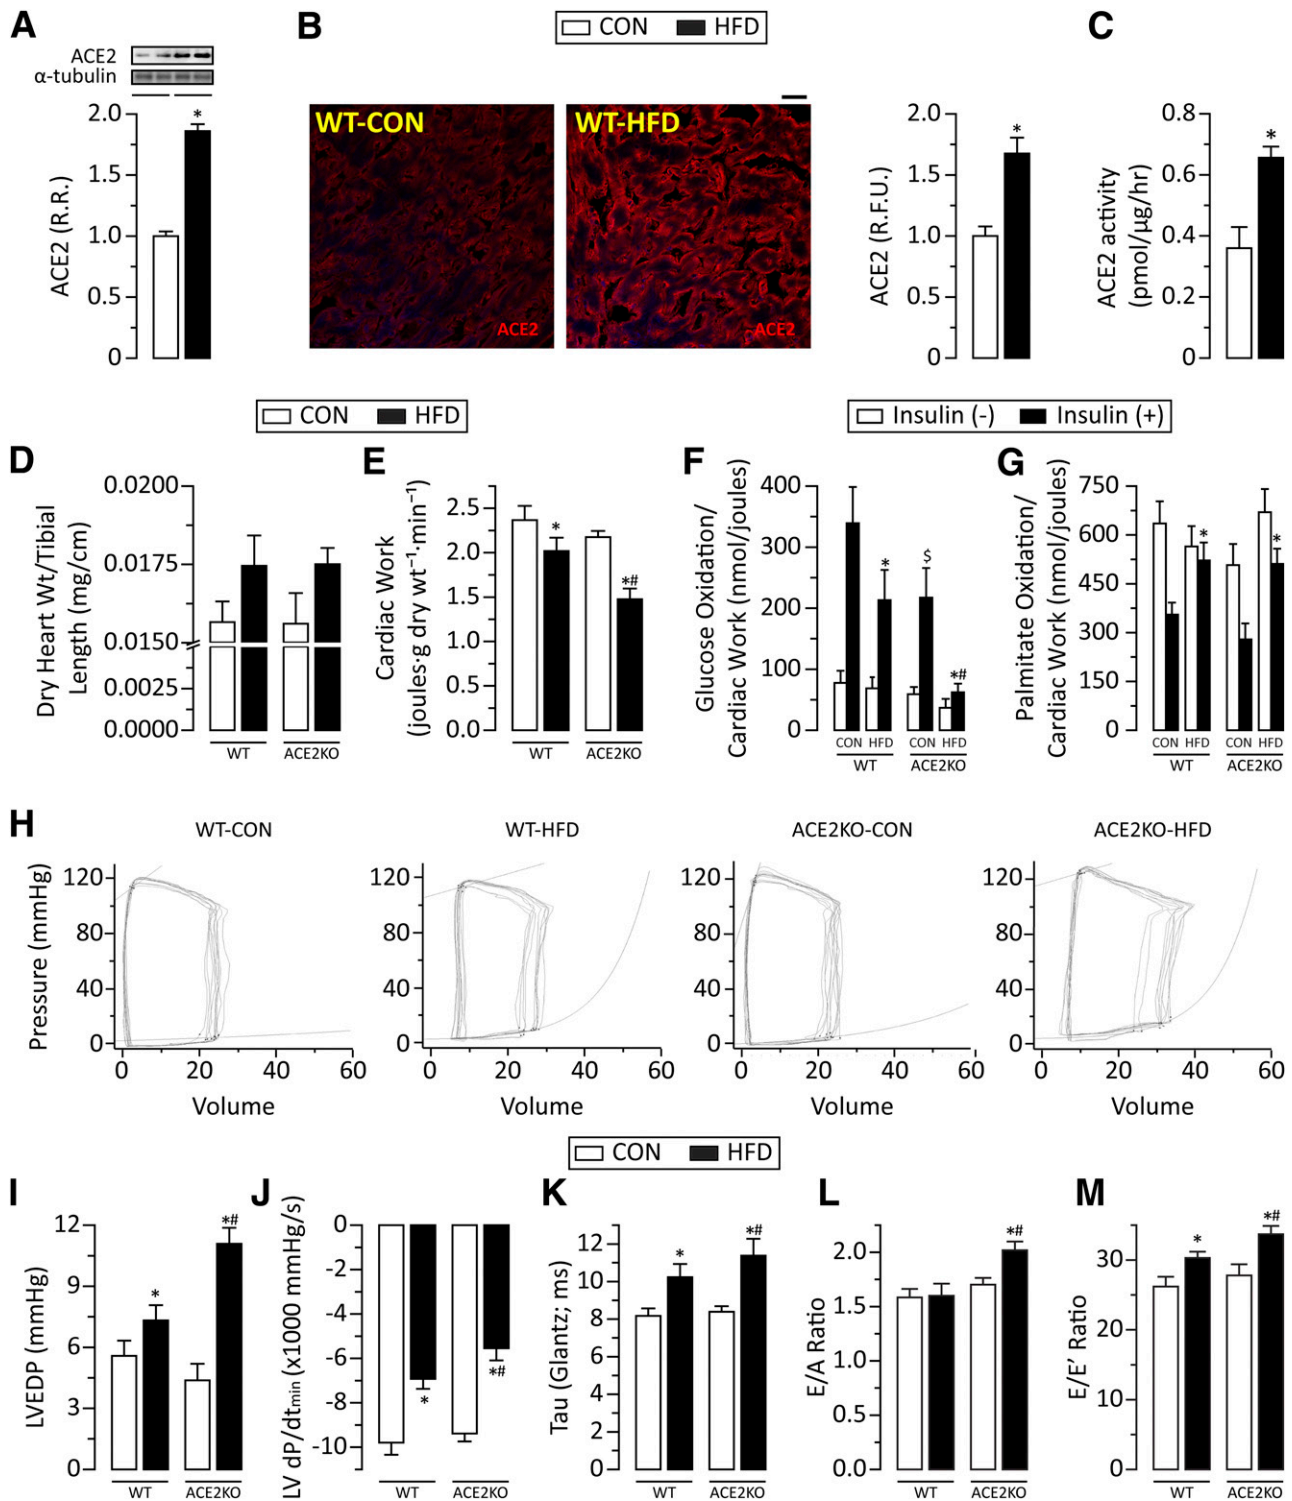 A
B
CON HFD
C
ACE2
α-tubulin
WT-CON
WT-HFD
ACE2
ACE2
ACE2 (R.R.)
2.0
1.5
1.0
0.5
0
*
ACE2 (R.F.U.)
2.0
1.5
1.0
0.5
0
*
ACE2 activity
(pmol/µg/hr)
0.8
0.6
0.4
0.2
0
*
CON HFD
Insulin (-) Insulin (+)
D
Dry Heart Wt/Tibial
Length (mg/cm)
0.0200
0.0175
0.0150
0.0025
0.0000
WT ACE2KO
E
Cardiac Work
(joules·g dry wt⁻¹·min⁻¹)
2.5
2.0
1.5
1.0
0.5
0.0
*
*#
WT ACE2KO
F
Glucose Oxidation/
Cardiac Work (nmol/joules)
400
300
200
100
0
*
$
*#
CON HFD CON HFD
WT ACE2KO
G
Palmitate Oxidation/
Cardiac Work (nmol/joules)
750
600
450
300
150
0
*
*
CON HFD CON HFD
WT ACE2KO
H
WT-CON
WT-HFD
ACE2KO-CON
ACE2KO-HFD
Pressure (mmHg)
120
80
40
0
0 20 40 60
Volume
120
80
40
0
0 20 40 60
Volume
120
80
40
0
0 20 40 60
Volume
120
80
40
0
0 20 40 60
Volume
CON HFD
I
LVEDP (mmHg)
12
9
6
3
0
*
*#
WT ACE2KO
J
LV dP/dtmin (x1000 mmHg/s)
0
-2
-4
-6
-8
-10
*
*#
WT ACE2KO
K
Tau (Glantz; ms)
12
10
8
6
4
2
0
*
*#
WT ACE2KO
L
E/A Ratio
2.0
1.5
1.0
0.5
0.0
*#
WT ACE2KO
M
E/E’ Ratio
30
20
10
0
*
*#
WT ACE2KO